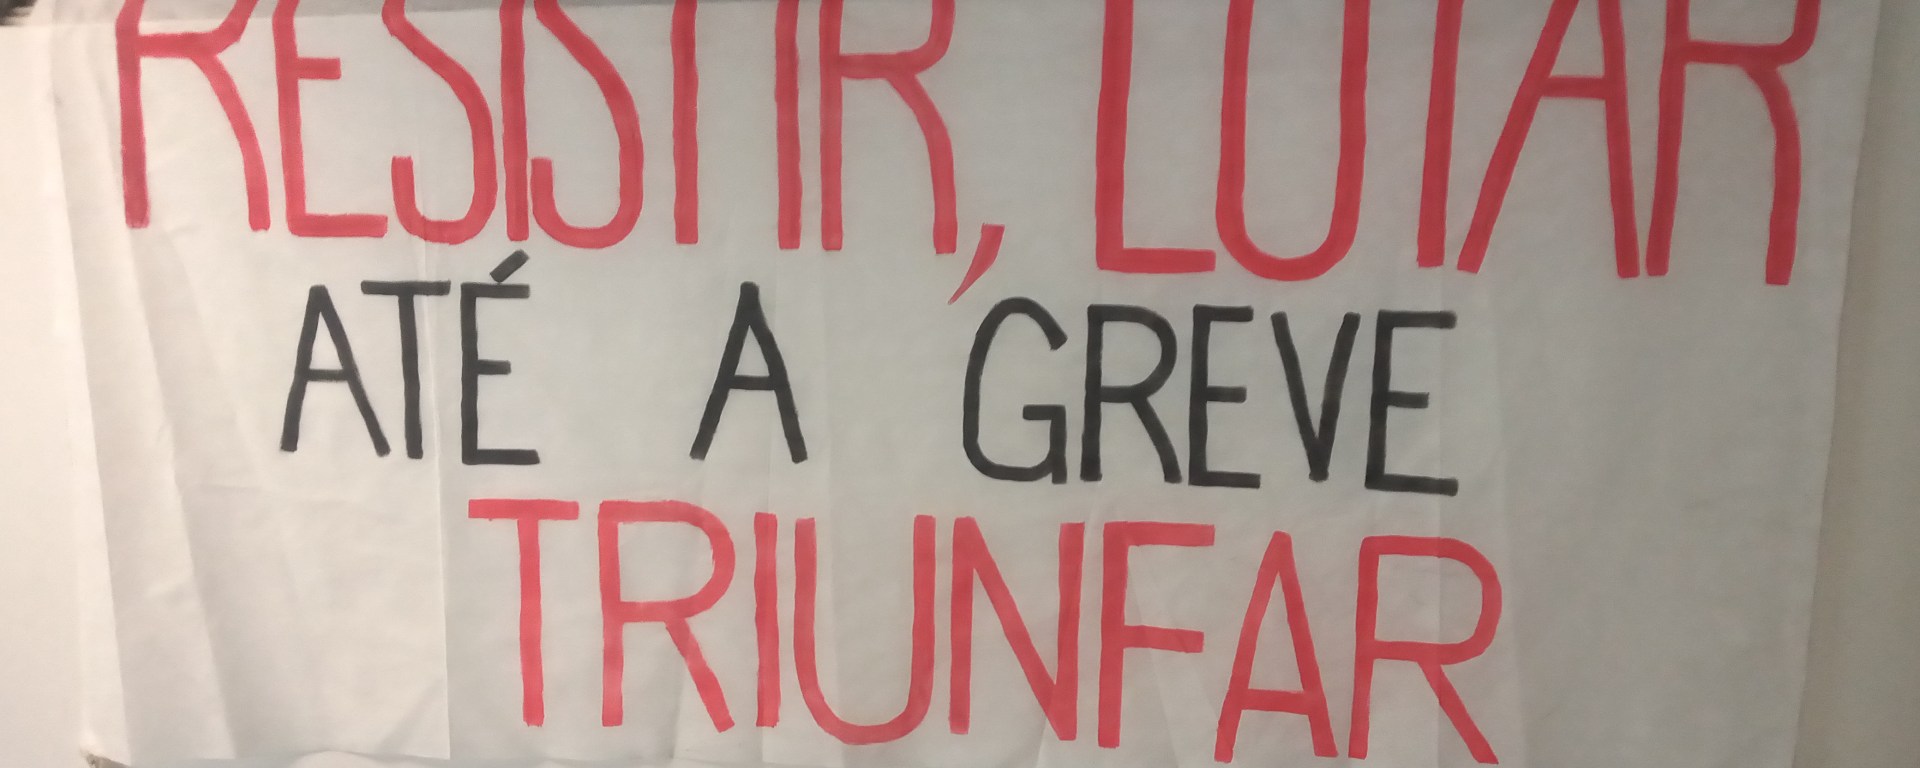 RESISTIR, LUTAR
ATÉ A GREVE
TRIUNFAR